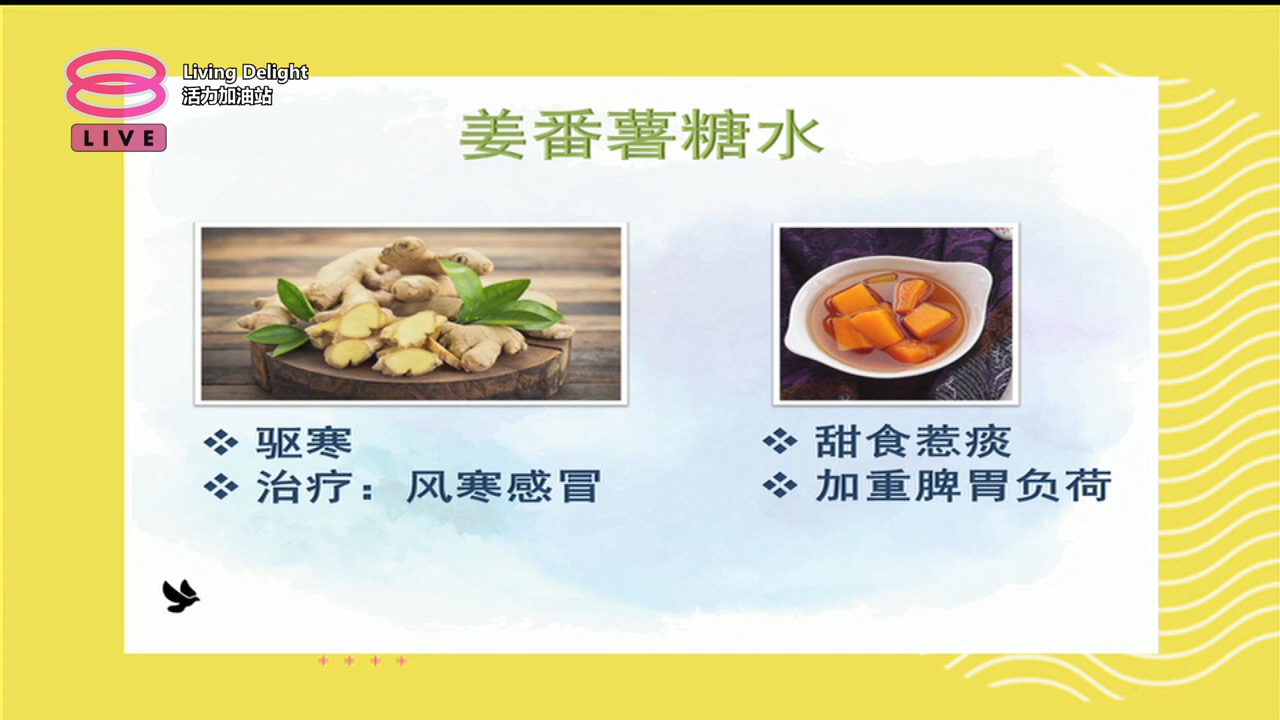 Living Delight
活力加油站
LIVE
姜番薯糖水
驱寒
治疗：风寒感冒
甜食惹痰
加重脾胃负荷